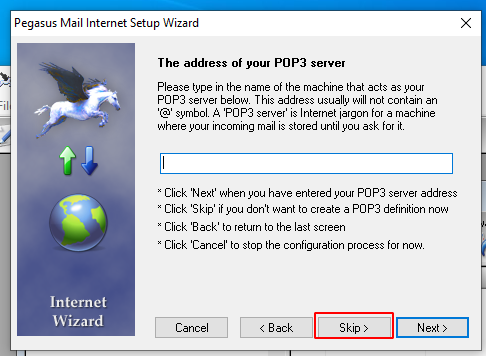 Pegasus Mail Internet Setup Wizard
The address of your POP3 server
Please type in the name of the machine that acts as your
POP3 server below. This address usually will not contain an
'@' symbol. A 'POP3 server' is Internet jargon for a machine
where your incoming mail is stored until you ask for it.
* Click 'Next' when you have entered your POP3 server address
* Click 'Skip' if you don't want to create a POP3 definition now
* Click 'Back' to return to the last screen
* Click 'Cancel' to stop the configuration process for now.
Internet
Wizard
Cancel
< Back
Skip >
Next >